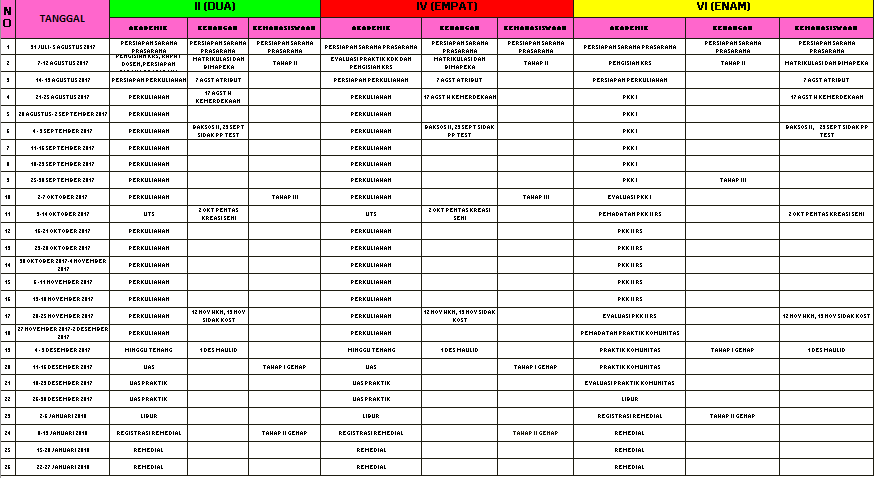 NO TANGGAL II (DUA) IV (EMPAT) VI (ENAM)
AKADEMIK KEUANGAN KEMAHASISWAAN AKADEMIK KEUANGAN KEMAHASISWAAN AKADEMIK KEUANGAN KEMAHASISWAAN
1 31 JULI-5 AGUSTUS 2017 PERSIAPAN SARANA PRASARANA PERSIAPAN SARANA PRASARANA PERSIAPAN SARANA PRASARANA PERSIAPAN SARANA PRASARANA PERSIAPAN SARANA PRASARANA PERSIAPAN SARANA PRASARANA PERSIAPAN SARANA PRASARANA PERSIAPAN SARANA PRASARANA PERSIAPAN SARANA PRASARANA
2 7-12 AGUSTUS 2017 PENGISIAN KRS, RAPAT DOSEN, PERSIAPAN MATRIKULASI DAN DIMAPEKA TAHAP II EVALUASI PRAKTIK KDK DAN PENGISIAN KRS MATRIKULASI DAN DIMAPEKA TAHAP II PENGISIAN KRS TAHAP II MATRIKULASI DAN DIMAPEKA
3 14-19 AGUSTUS 2017 PERSIAPAN PERKULIAHAN 7 AGST ATRIBUT PERSIAPAN PERKULIAHAN 7 AGST ATRIBUT PERSIAPAN PERKULIAHAN 7 AGST ATRIBUT
4 21-25 AGUSTUS 2017 PERKULIAHAN 17 AGST H KEMERDEKAAN PERKULIAHAN 17 AGST H KEMERDEKAAN PKK I 17 AGST H KEMERDEKAAN
5 28 AGUSTUS-2 SEPTEMBER 2017 PERKULIAHAN PERKULIAHAN PKK I
6 4-9 SEPTEMBER 2017 PERKULIAHAN BAKSOS II, 29 SEPT SIDAK PP TEST PERKULIAHAN BAKSOS II, 29 SEPT SIDAK PP TEST PKK I BAKSOS II, 29 SEPT SIDAK PP TEST
7 11-16 SEPTEMBER 2017 PERKULIAHAN PERKULIAHAN PKK I
8 18-23 SEPTEMBER 2017 PERKULIAHAN PERKULIAHAN PKK I
9 25-30 SEPTEMBER 2017 PERKULIAHAN PERKULIAHAN PKK I TAHAP III
10 2-7 OKTOBER 2017 PERKULIAHAN TAHAP III PERKULIAHAN TAHAP III EVALUASI PKK I
11 9-14 OKTOBER 2017 UTS 2 OKT PENTAS KREASI SENI UTS 2 OKT PENTAS KREASI SENI PEMADATAN PKK II RS 2 OKT PENTAS KREASI SENI
12 16-21 OKTOBER 2017 PERKULIAHAN PERKULIAHAN PKK II RS
13 23-28 OKTOBER 2017 PERKULIAHAN PERKULIAHAN PKK II RS
14 30 OKTOBER 2017-4 NOVEMBER 2017 PERKULIAHAN PERKULIAHAN PKK II RS
15 6-11 NOVEMBER 2017 PERKULIAHAN PERKULIAHAN PKK II RS
16 13-18 NOVEMBER 2017 PERKULIAHAN PERKULIAHAN PKK II RS
17 20-25 NOVEMBER 2017 PERKULIAHAN 12 NOV HKN, 19 NOV SIDAK KOST PERKULIAHAN 12 NOV HKN, 19 NOV SIDAK KOST EVALUASI PKK II RS 12 NOV HKN, 19 NOV SIDAK KOST
18 27 NOVEMBER 2017-2 DESEMBER 2017 PERKULIAHAN PERKULIAHAN PEMADATAN PRAKTIK KOMUNITAS
19 4-9 DESEMBER 2017 MINGGU TENANG 1 DES MAULID MINGGU TENANG 1 DES MAULID PRAKTIK KOMUNITAS TAHAP I GENAP 1 DES MAULID
20 11-16 DESEMBER 2017 UAS TAHAP I GENAP UAS TAHAP I GENAP PRAKTIK KOMUNITAS
21 18-23 DESEMBER 2017 UAS PRAKTIK UAS PRAKTIK EVALUASI PRAKTIK KOMUNITAS
22 26-30 DESEMBER 2017 UAS PRAKTIK UAS PRAKTIK LIBUR
23 2-6 JANUARI 2018 LIBUR LIBUR REGISTRASI REMEDIAL TAHAP II GENAP
24 8-13 JANUARI 2018 REGISTRASI REMEDIAL TAHAP II GENAP REGISTRASI REMEDIAL TAHAP II GENAP REMEDIAL
25 15-20 JANUARI 2018 REMEDIAL REMEDIAL REMEDIAL
26 22-27 JANUARI 2018 REMEDIAL REMEDIAL REMEDIAL